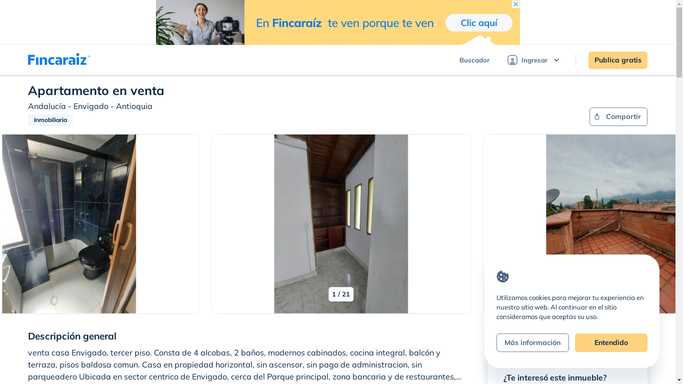 En Fincaraíz te ven porque te ven
Clic aquí
Fincaraiz
Buscador
Ingresar
Publica gratis
Apartamento en venta
Andalucía - Envigado - Antioquia
Inmobiliaria
Compartir
1 / 21
Utilizamos cookies para mejorar tu experiencia en
nuestro sitio web. Al continuar en el sitio
consideramos que aceptas su uso.
Más información
Entendido
Descripción general
venta casa Envigado, tercer piso. Consta de 4 alcobas, 2 baños, modernos cabinados, cocina integral, balcón y
terraza, pisos baldosa comun. Casa en propiedad horizontal, sin ascensor, sin pago de administracion, sin
parqueadero Ubicada en sector centrico de Envigado, cerca del Parque principal, zona bancaria y de restaurantes,...
¿Te interesó este inmueble?